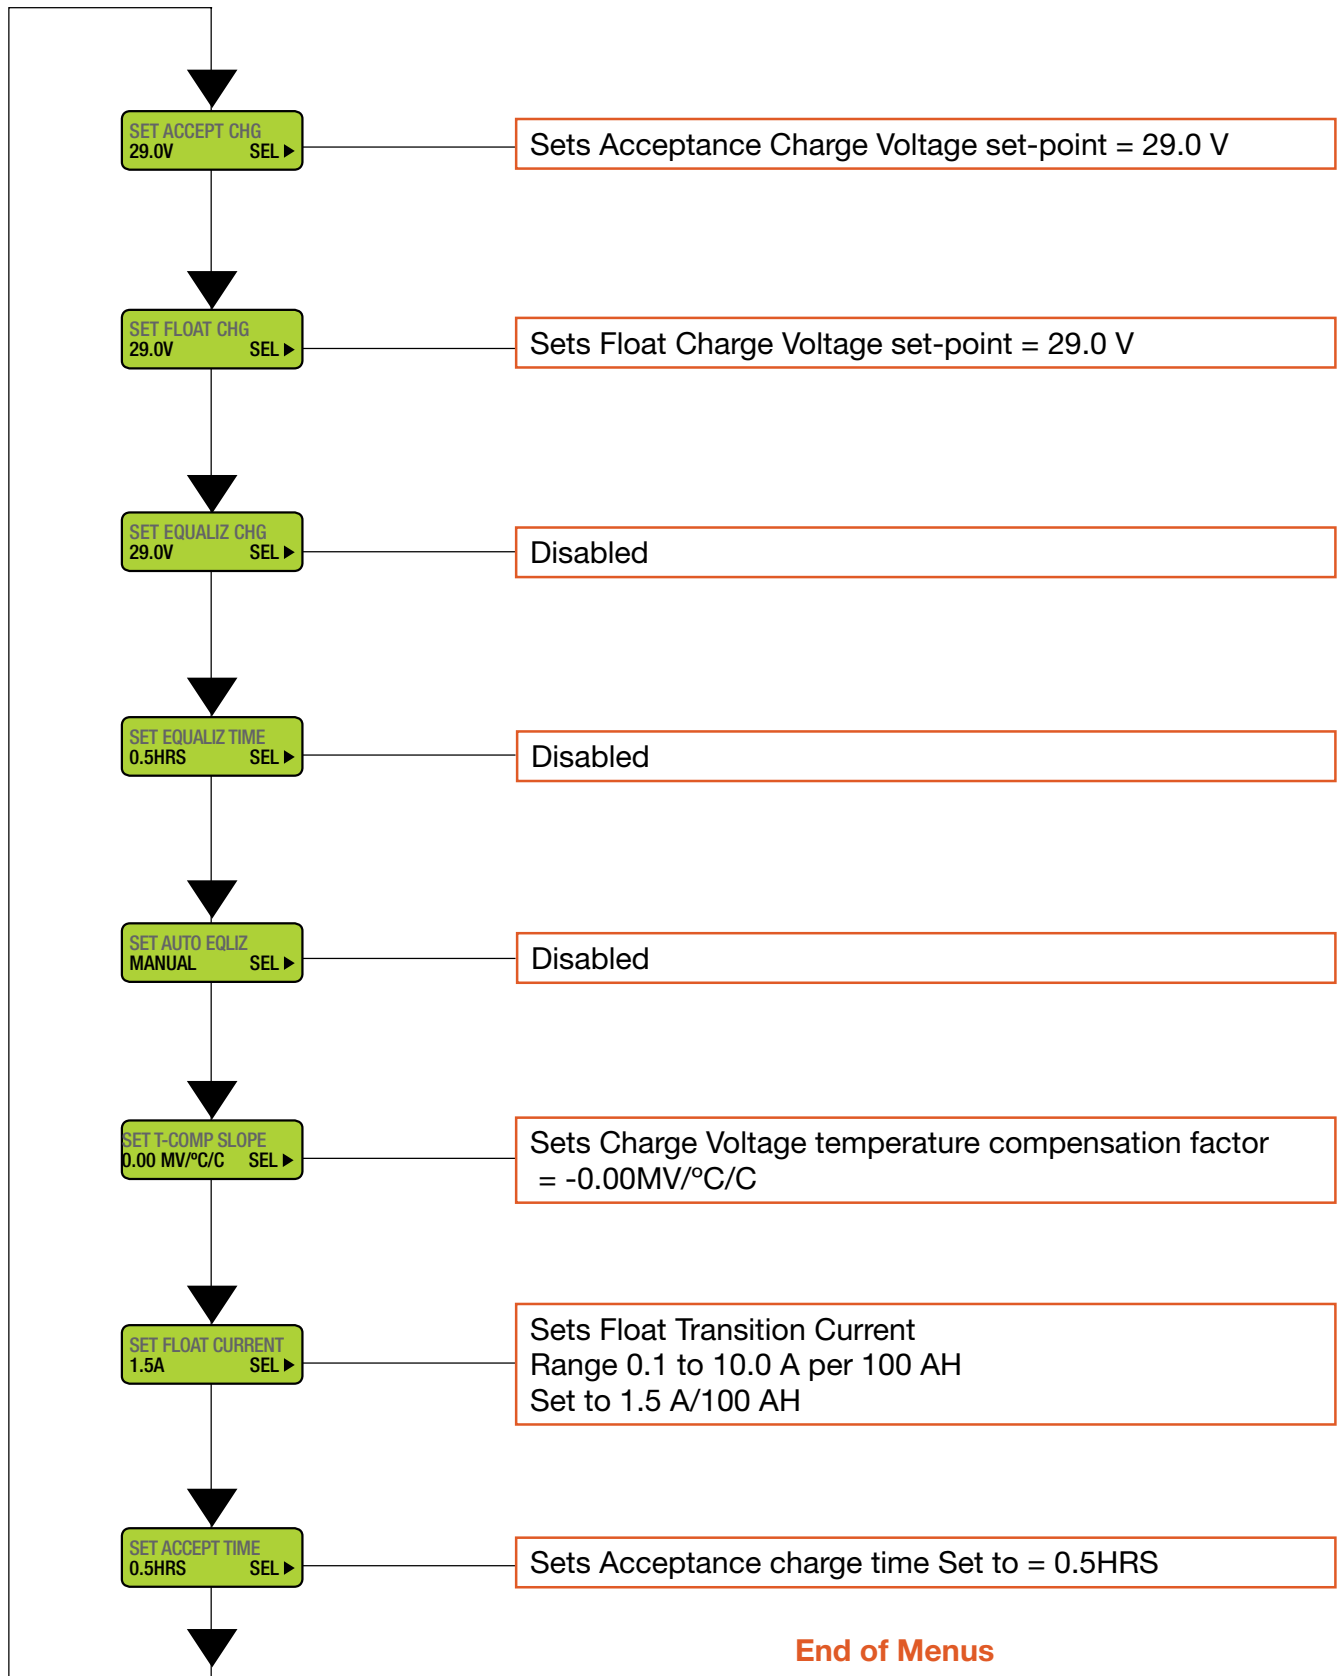 SET ACCEPT CHG
29.0V SEL ▶
Sets Acceptance Charge Voltage set-point = 29.0 V
SET FLOAT CHG
29.0V SEL ▶
Sets Float Charge Voltage set-point = 29.0 V
SET EQUALIZ CHG
29.0V SEL ▶
Disabled
SET EQUALIZ TIME
0.5HRS SEL ▶
Disabled
SET AUTO EQLIZ
MANUAL SEL ▶
Disabled
SET T-COMP SLOPE
0.00 MV/ºC/C SEL ▶
Sets Charge Voltage temperature compensation factor
= -0.00MV/ºC/C
SET FLOAT CURRENT
1.5A SEL ▶
Sets Float Transition Current
Range 0.1 to 10.0 A per 100 AH
Set to 1.5 A/100 AH
SET ACCEPT TIME
0.5HRS SEL ▶
Sets Acceptance charge time Set to = 0.5HRS
End of Menus